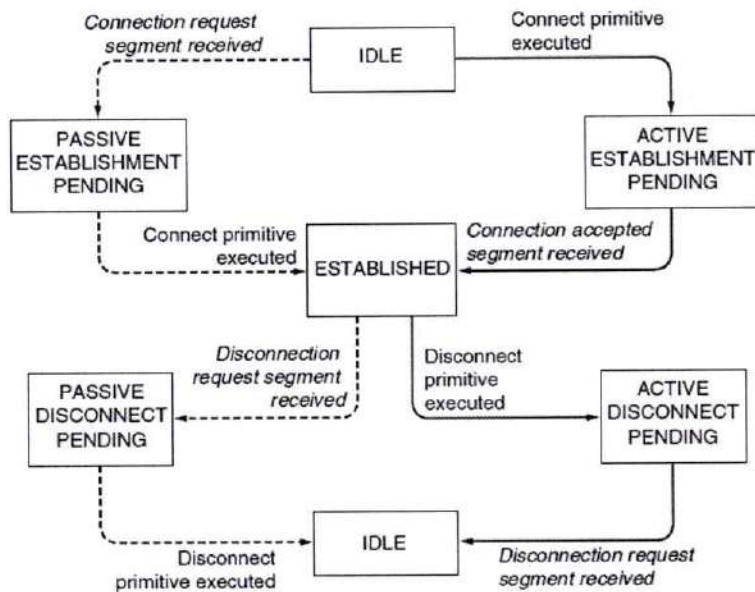 Connection request
segment received
IDLE
Connect primitive
executed
PASSIVE
ESTABLISHMENT
PENDING
ACTIVE
ESTABLISHMENT
PENDING
Connect primitive
executed
ESTABLISHED
Connection accepted
segment received
Disconnection
request segment
received
Disconnect
primitive
executed
PASSIVE
DISCONNECT
PENDING
ACTIVE
DISCONNECT
PENDING
IDLE
Disconnect
primitive executed
Disconnection request
segment received